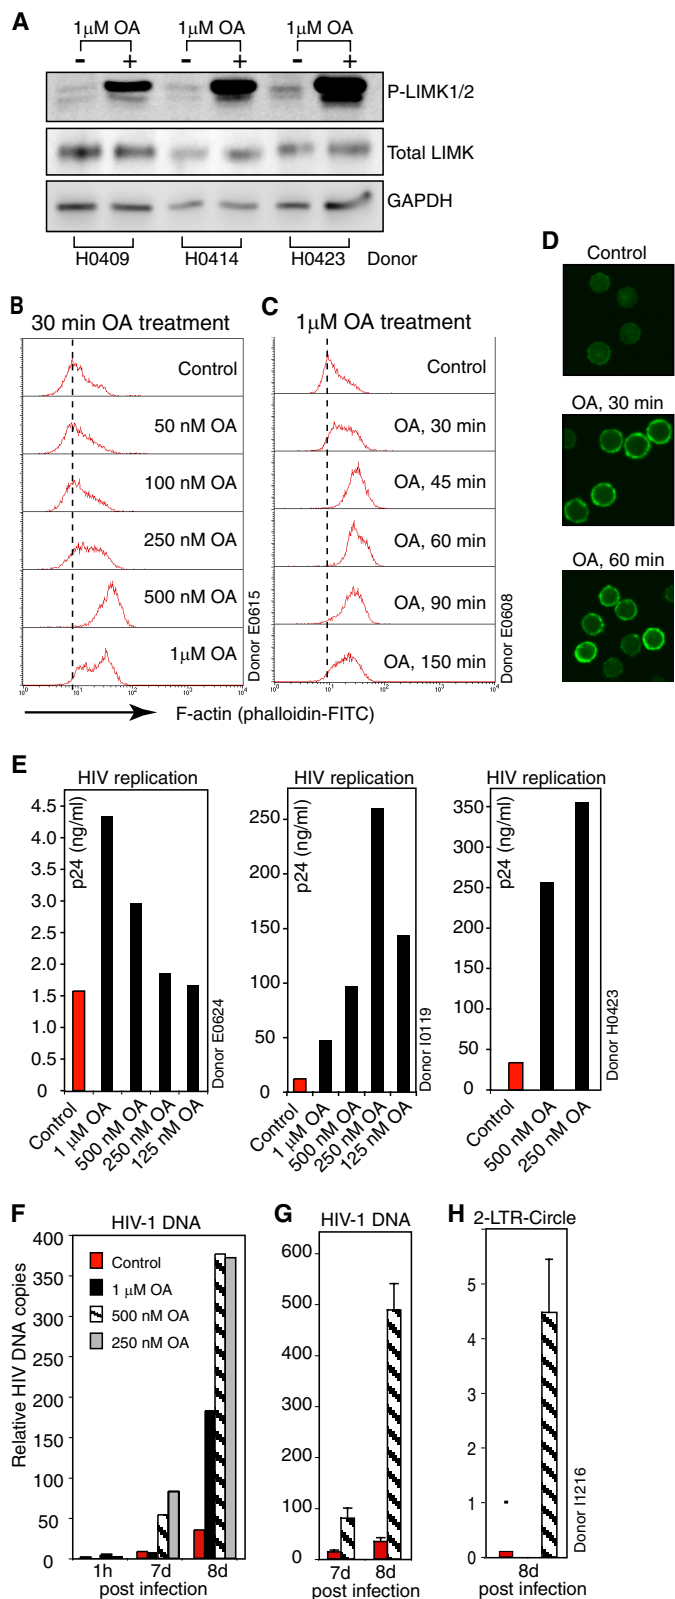 A
1μM OA 1μM OA 1μM OA
- + - + - +
P-LIMK1/2
Total LIMK
GAPDH
H0409 H0414 H0423 Donor
B
30 min OA treatment
Control
50 nM OA
100 nM OA
250 nM OA
500 nM OA
1μM OA
10⁰ 10¹ 10² 10³ 10⁴
Donor E0615
C
1μM OA treatment
Control
OA, 30 min
OA, 45 min
OA, 60 min
OA, 90 min
OA, 150 min
10⁰ 10¹ 10² 10³ 10⁴
Donor E0608
F-actin (phalloidin-FITC)
D
Control
OA, 30 min
OA, 60 min
E
HIV replication
p24 (ng/ml)
4.5
4.0
3.5
3.0
2.5
2.0
1.5
1.0
0.5
0
Control
1 μM OA
500 nM OA
250 nM OA
125 nM OA
Donor E0624
HIV replication
p24 (ng/ml)
250
200
150
100
50
0
Control
1 μM OA
500 nM OA
250 nM OA
125 nM OA
Donor I0119
HIV replication
p24 (ng/ml)
350
300
250
200
150
100
50
0
Control
500 nM OA
250 nM OA
Donor H0423
F
HIV-1 DNA
Relative HIV DNA copies
400
350
300
250
200
150
100
50
0
Control
1 μM OA
500 nM OA
250 nM OA
1h 7d 8d
post infection
G
HIV-1 DNA
600
500
400
300
200
100
0
7d 8d
post infection
H
2-LTR-Circle
5
4
3
2
1
0
8d
post infection
Donor I1216